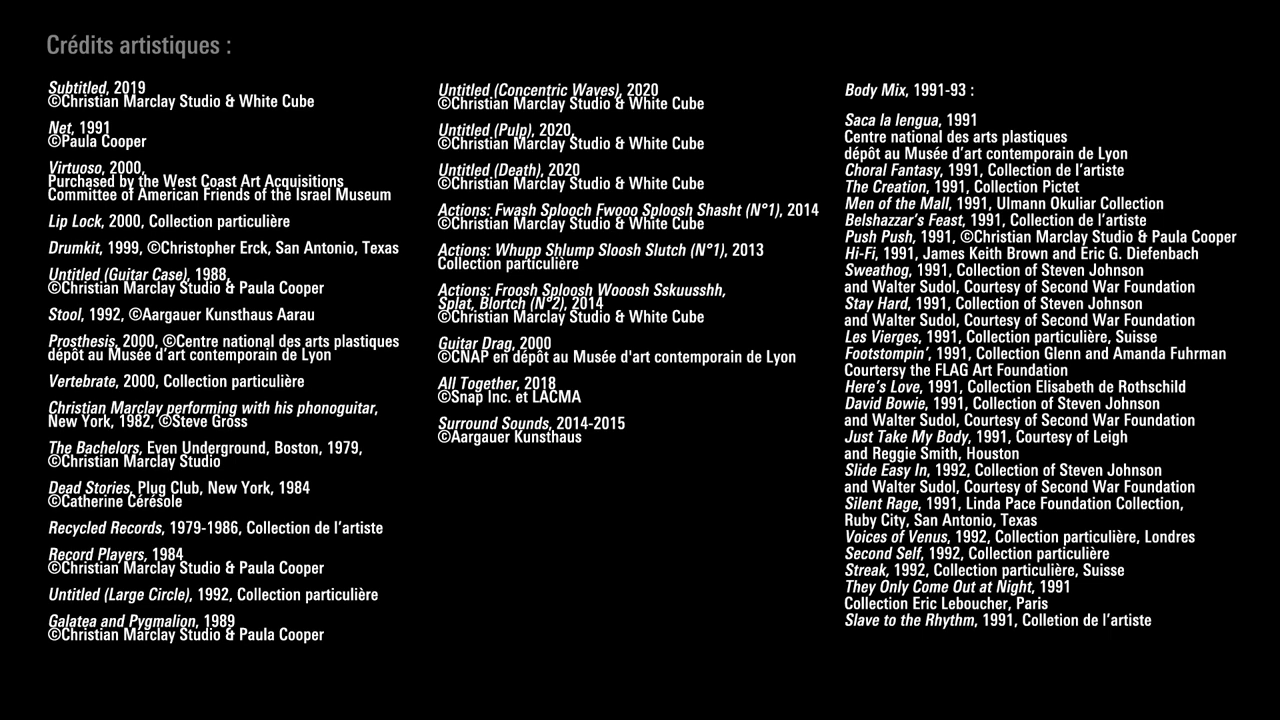 Crédits artistiques :
Subtitled, 2019
©Christian Marclay Studio & White Cube
Net, 1991
©Paula Cooper
Virtuoso, 2000,
Purchased by the West Coast Art Acquisitions
Committee of American Friends of the Israel Museum
Lip Lock, 2000, Collection particulière
Drumkit, 1999, ©Christopher Erck, San Antonio, Texas
Untitled (Guitar Case), 1988,
©Christian Marclay Studio & Paula Cooper
Stool, 1992, ©Aargauer Kunsthaus Aarau
Prosthesis, 2000, ©Centre national des arts plastiques
dépôt au Musée d'art contemporain de Lyon
Vertebrate, 2000, Collection particulière
Christian Marclay performing with his phonoguitar,
New York, 1982, ©Steve Gross
The Bachelors, Even Underground, Boston, 1979,
©Christian Marclay Studio
Dead Stories, Plug Club, New York, 1984
©Catherine Cérésole
Recycled Records, 1979-1986, Collection de l'artiste
Record Players, 1984
©Christian Marclay Studio & Paula Cooper
Untitled (Large Circle), 1992, Collection particulière
Galatea and Pygmalion, 1989
©Christian Marclay Studio & Paula Cooper
Untitled (Concentric Waves), 2020
©Christian Marclay Studio & White Cube
Untitled (Pulp), 2020,
©Christian Marclay Studio & White Cube
Untitled (Death), 2020
©Christian Marclay Studio & White Cube
Actions: Fwash Splooch Fwooo Sploosh Shasht (N°1), 2014
©Christian Marclay Studio & White Cube
Actions: Whupp Shlump Sloosh Slutch (N°1), 2013
Collection particulière
Actions: Froosh Sploosh Wooosh Sskuusshh,
Splat, Blortch (N°2), 2014
©Christian Marclay Studio & White Cube
Guitar Drag, 2000
©CNAP en dépôt au Musée d'art contemporain de Lyon
All Together, 2018
©Snap Inc. et LACMA
Surround Sounds, 2014-2015
©Aargauer Kunsthaus
Body Mix, 1991-93 :
Saca la lengua, 1991
Centre national des arts plastiques
dépôt au Musée d'art contemporain de Lyon
Choral Fantasy, 1991, Collection de l'artiste
The Creation, 1991, Collection Pictet
Men of the Mall, 1991, Ulmann Okuliar Collection
Belshazzar's Feast, 1991, Collection de l'artiste
Push Push, 1991, ©Christian Marclay Studio & Paula Cooper
Hi-Fi, 1991, James Keith Brown and Eric G. Diefenbach
Sweathog, 1991, Collection of Steven Johnson
and Walter Sudol, Courtesy of Second War Foundation
Stay Hard, 1991, Collection of Steven Johnson
and Walter Sudol, Courtesy of Second War Foundation
Les Vierges, 1991, Collection particulière, Suisse
Footstompin', 1991, Collection Glenn and Amanda Fuhrman
Courtersy the FLAG Art Foundation
Here's Love, 1991, Collection Elisabeth de Rothschild
David Bowie, 1991, Collection of Steven Johnson
and Walter Sudol, Courtesy of Second War Foundation
Just Take My Body, 1991, Courtesy of Leigh
and Reggie Smith, Houston
Slide Easy In, 1992, Collection of Steven Johnson
and Walter Sudol, Courtesy of Second War Foundation
Silent Rage, 1991, Linda Pace Foundation Collection,
Ruby City, San Antonio, Texas
Voices of Venus, 1992, Collection particulière, Londres
Second Self, 1992, Collection particulière
Streak, 1992, Collection particulière, Suisse
They Only Come Out at Night, 1991
Collection Eric Leboucher, Paris
Slave to the Rhythm, 1991, Colletion de l'artiste